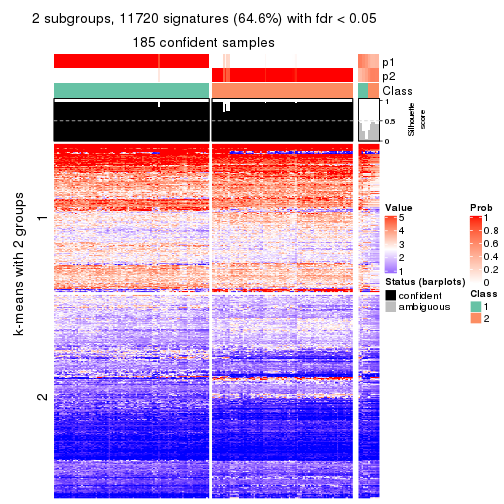 2 subgroups, 11720 signatures (64.6%) with fdr < 0.05
185 confident samples
p1
p2
Class
1
0.5
0
Silhouette
score
k-means with 2 groups
1
2
Value
5
4
3
2
1
Prob
1
0.8
0.6
0.4
0.2
0
Status (barplots)
confident
ambiguous
Class
1
2